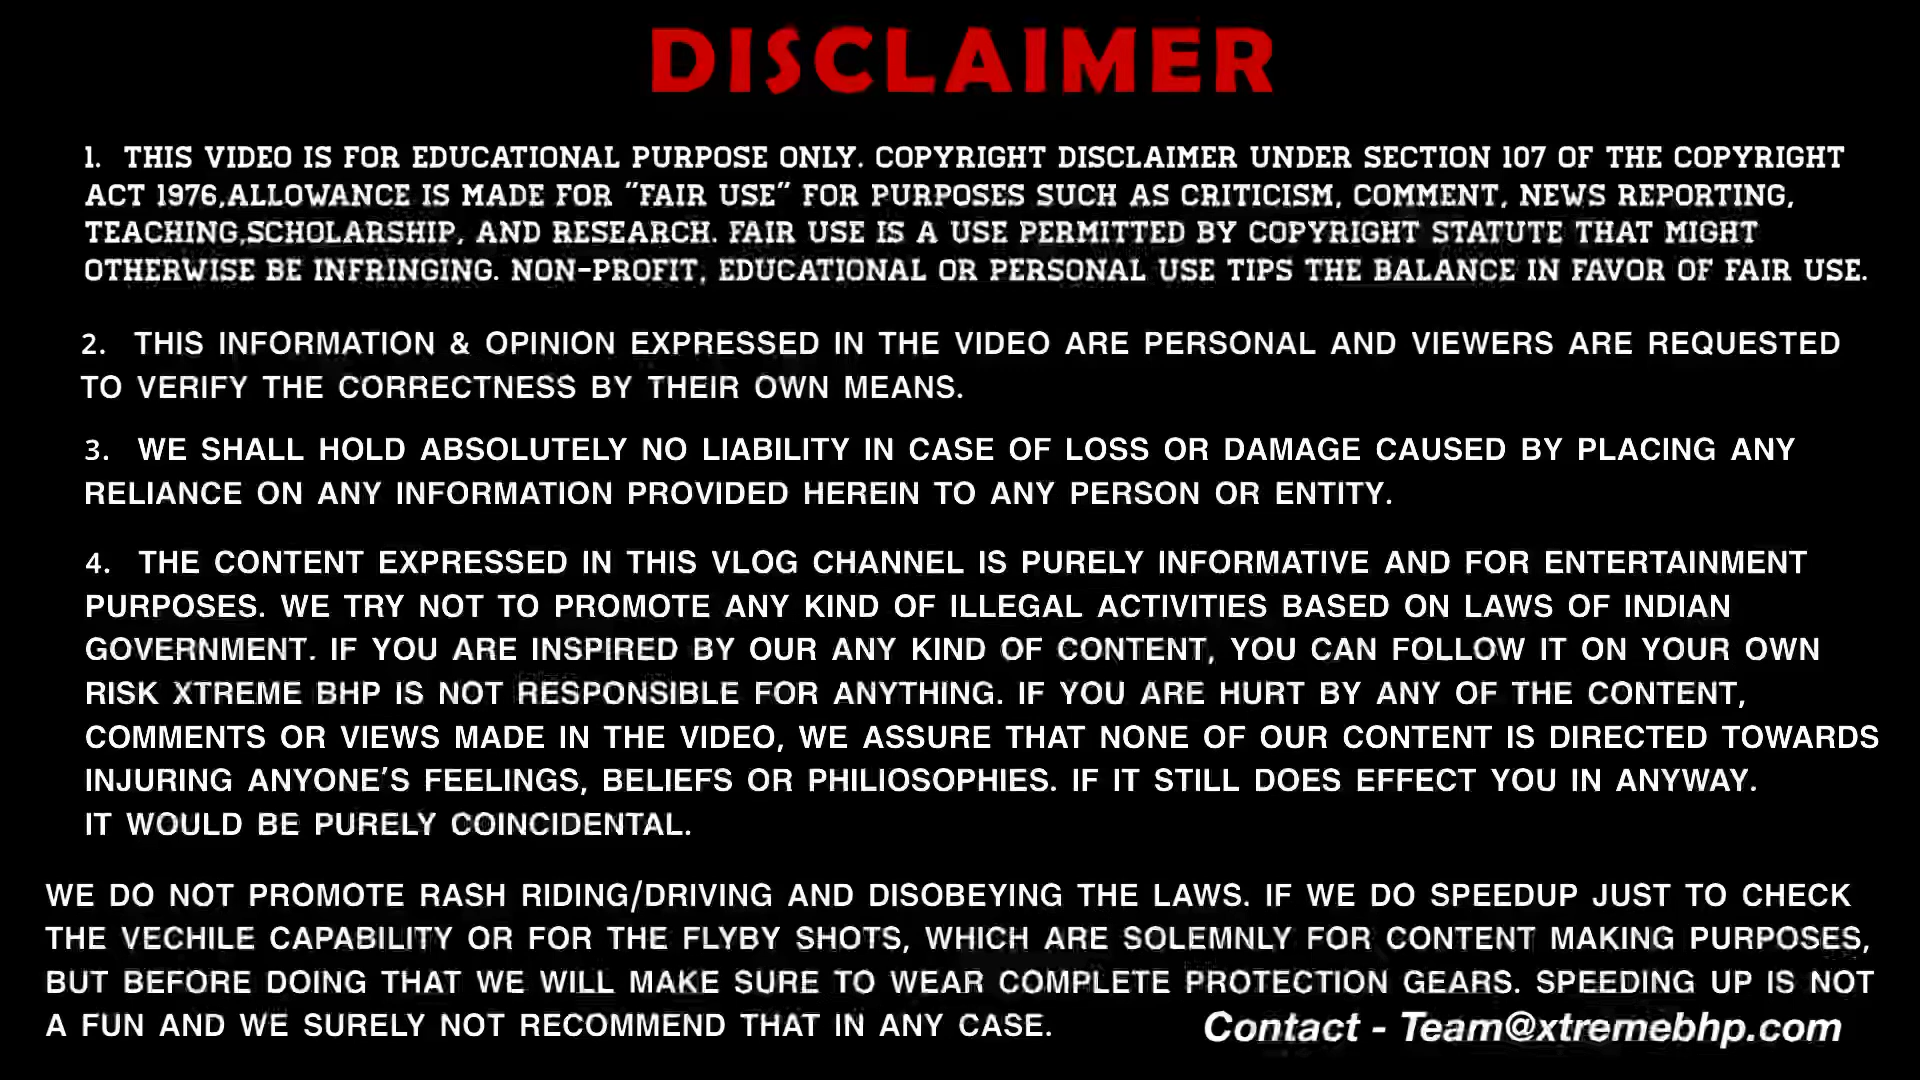 DISCLAIMER
1. THIS VIDEO IS FOR EDUCATIONAL PURPOSE ONLY. COPYRIGHT DISCLAIMER UNDER SECTION 107 OF THE COPYRIGHT
ACT 1976,ALLOWANCE IS MADE FOR "FAIR USE" FOR PURPOSES SUCH AS CRITICISM, COMMENT, NEWS REPORTING,
TEACHING,SCHOLARSHIP, AND RESEARCH. FAIR USE IS A USE PERMITTED BY COPYRIGHT STATUTE THAT MIGHT
OTHERWISE BE INFRINGING. NON-PROFIT, EDUCATIONAL OR PERSONAL USE TIPS THE BALANCE IN FAVOR OF FAIR USE.
2. THIS INFORMATION & OPINION EXPRESSED IN THE VIDEO ARE PERSONAL AND VIEWERS ARE REQUESTED
TO VERIFY THE CORRECTNESS BY THEIR OWN MEANS.
3. WE SHALL HOLD ABSOLUTELY NO LIABILITY IN CASE OF LOSS OR DAMAGE CAUSED BY PLACING ANY
RELIANCE ON ANY INFORMATION PROVIDED HEREIN TO ANY PERSON OR ENTITY.
4. THE CONTENT EXPRESSED IN THIS VLOG CHANNEL IS PURELY INFORMATIVE AND FOR ENTERTAINMENT
PURPOSES. WE TRY NOT TO PROMOTE ANY KIND OF ILLEGAL ACTIVITIES BASED ON LAWS OF INDIAN
GOVERNMENT. IF YOU ARE INSPIRED BY OUR ANY KIND OF CONTENT, YOU CAN FOLLOW IT ON YOUR OWN
RISK XTREME BHP IS NOT RESPONSIBLE FOR ANYTHING. IF YOU ARE HURT BY ANY OF THE CONTENT,
COMMENTS OR VIEWS MADE IN THE VIDEO, WE ASSURE THAT NONE OF OUR CONTENT IS DIRECTED TOWARDS
INJURING ANYONE'S FEELINGS, BELIEFS OR PHILIOSOPHIES. IF IT STILL DOES EFFECT YOU IN ANYWAY.
IT WOULD BE PURELY COINCIDENTAL.
WE DO NOT PROMOTE RASH RIDING/DRIVING AND DISOBEYING THE LAWS. IF WE DO SPEEDUP JUST TO CHECK
THE VECHILE CAPABILITY OR FOR THE FLYBY SHOTS, WHICH ARE SOLEMNLY FOR CONTENT MAKING PURPOSES,
BUT BEFORE DOING THAT WE WILL MAKE SURE TO WEAR COMPLETE PROTECTION GEARS. SPEEDING UP IS NOT
A FUN AND WE SURELY NOT RECOMMEND THAT IN ANY CASE.
Contact - Team@xtremebhp.com